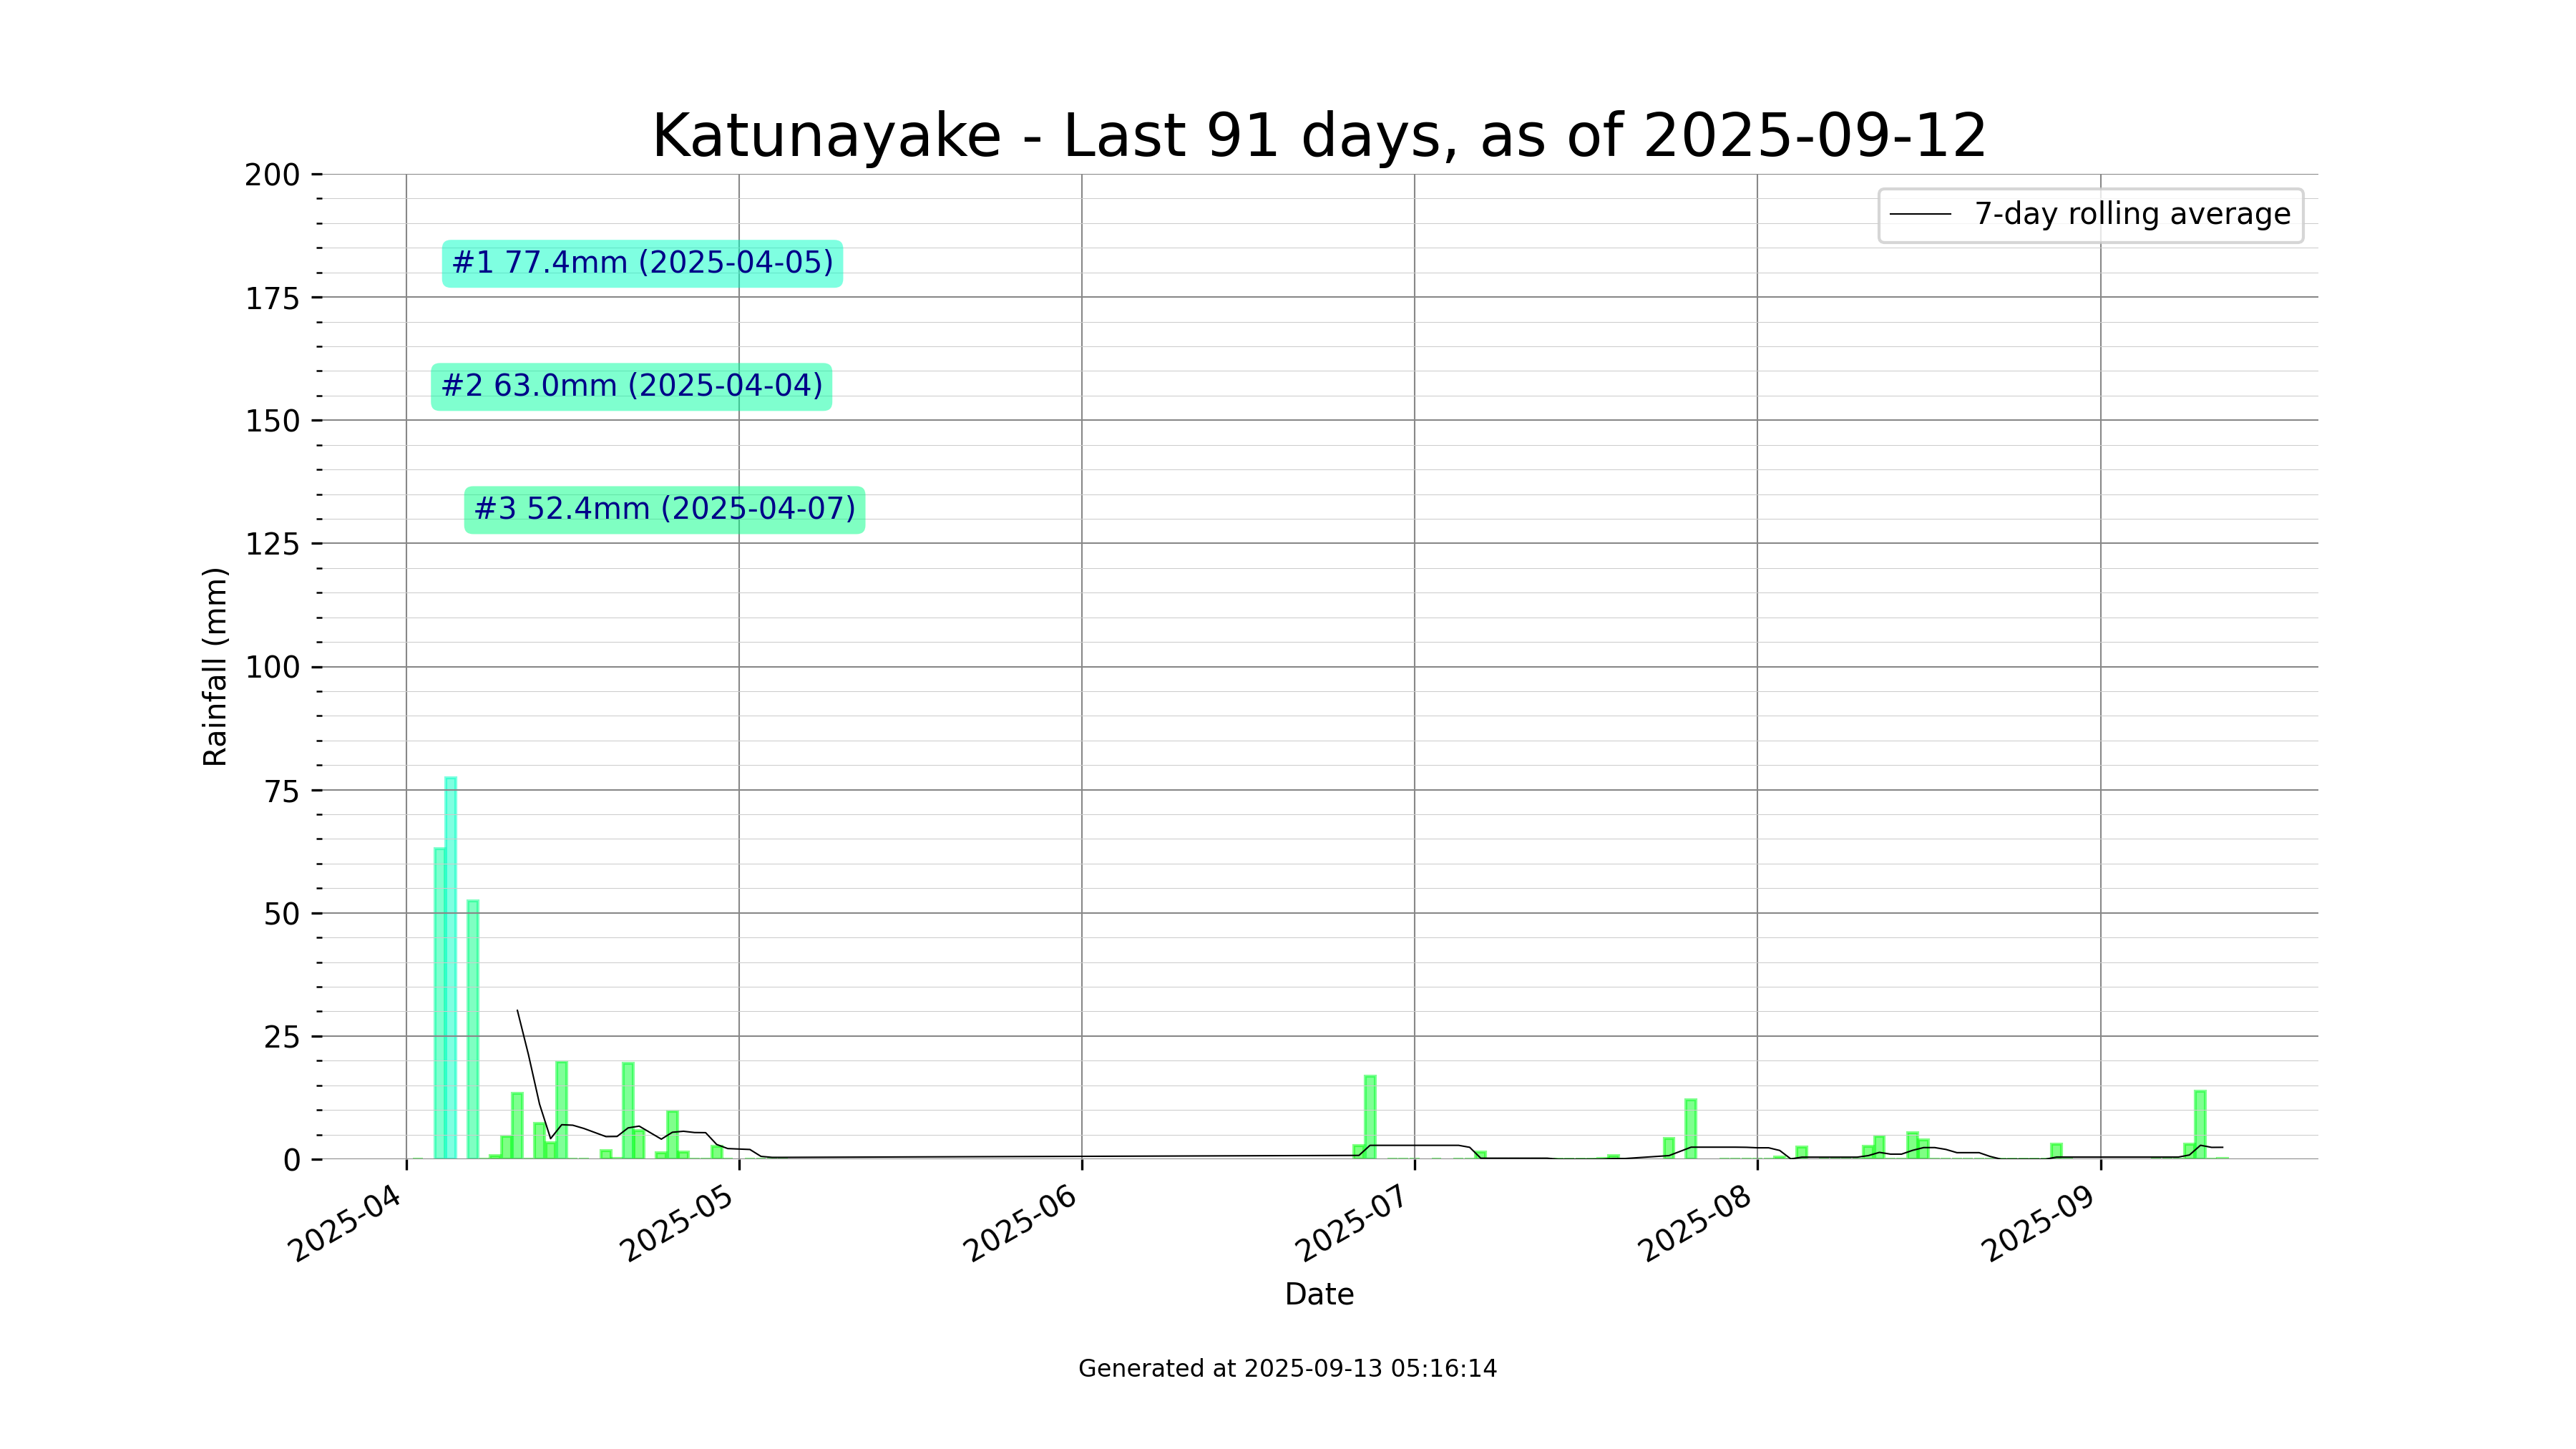 Katunayake - Last 91 days, as of 2025-09-12
200
175
150
125
100
75
50
25
0
Rainfall (mm)
7-day rolling average
#1 77.4mm (2025-04-05)
#2 63.0mm (2025-04-04)
#3 52.4mm (2025-04-07)
2025-04
2025-05
2025-06
2025-07
2025-08
2025-09
Date
Generated at 2025-09-13 05:16:14